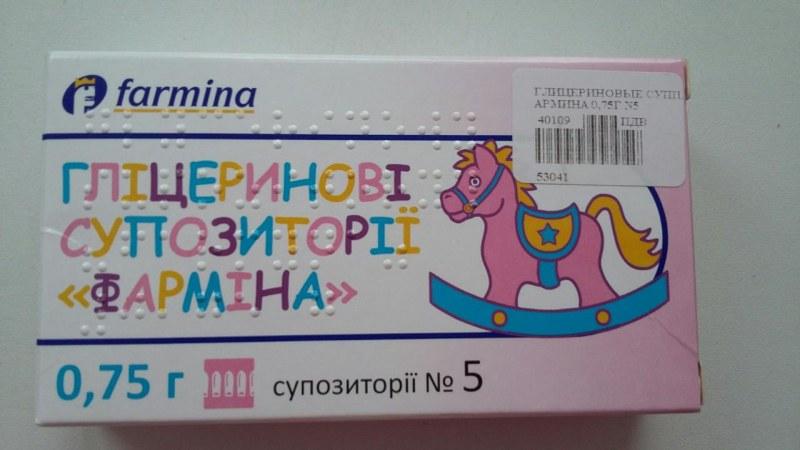 farmina
ГЛИЦЕРИНОВЫЕ СУПП
АРМИНА 0,75Г N5
40109 ПДВ
53041
ГЛІЦЕРИНОВІ
СУПОЗИТОРІЇ
«ФАРМІНА»
0,75 г
супозиторії № 5